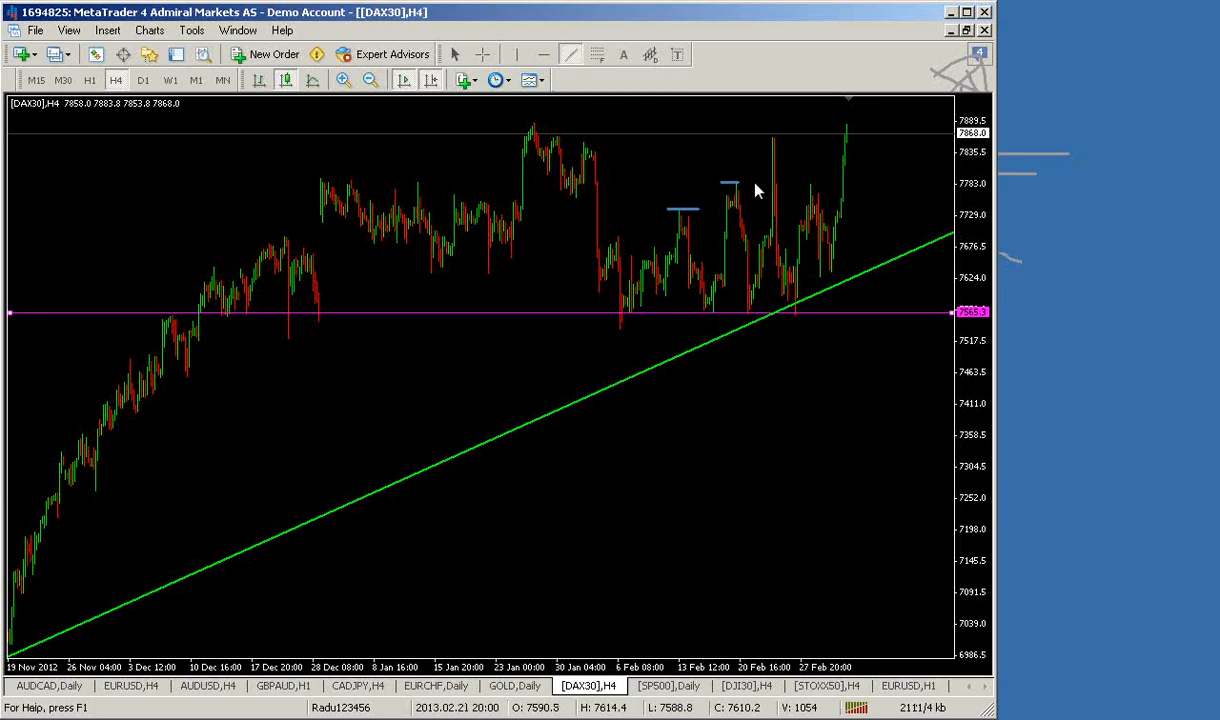 1694825: MetaTrader 4 Admiral Markets AS - Demo Account - [[DAX30],H4]
File View Insert Charts Tools Window Help
New Order Expert Advisors A T 4
M15 M30 H1 H4 D1 W1 M1 MN
[DAX30],H4 7858.0 7883.8 7853.8 7868.0
7889.5
7868.0
7835.5
7783.0
7729.0
7676.5
7624.0
7565.3
7517.5
7463.5
7411.0
7358.5
7304.5
7252.0
7198.0
7145.5
7091.5
7039.0
6986.5
19 Nov 2012 26 Nov 04:00 3 Dec 12:00 10 Dec 16:00 17 Dec 20:00 28 Dec 08:00 8 Jan 16:00 15 Jan 20:00 23 Jan 00:00 30 Jan 04:00 6 Feb 08:00 13 Feb 12:00 20 Feb 16:00 27 Feb 20:00
AUDCAD,Daily EURUSD,H4 AUDUSD,H4 GBPAUD,H1 CADJPY,H4 EURCHF,Daily GOLD,Daily [DAX30],H4 [SP500],Daily [DJI30],H4 [STOXX50],H4 EURUSD,H1
For Help, press F1 Radu123456 2013.02.21 20:00 O: 7590.5 H: 7614.4 L: 7588.8 C: 7610.2 V: 1054 2111/4 kb